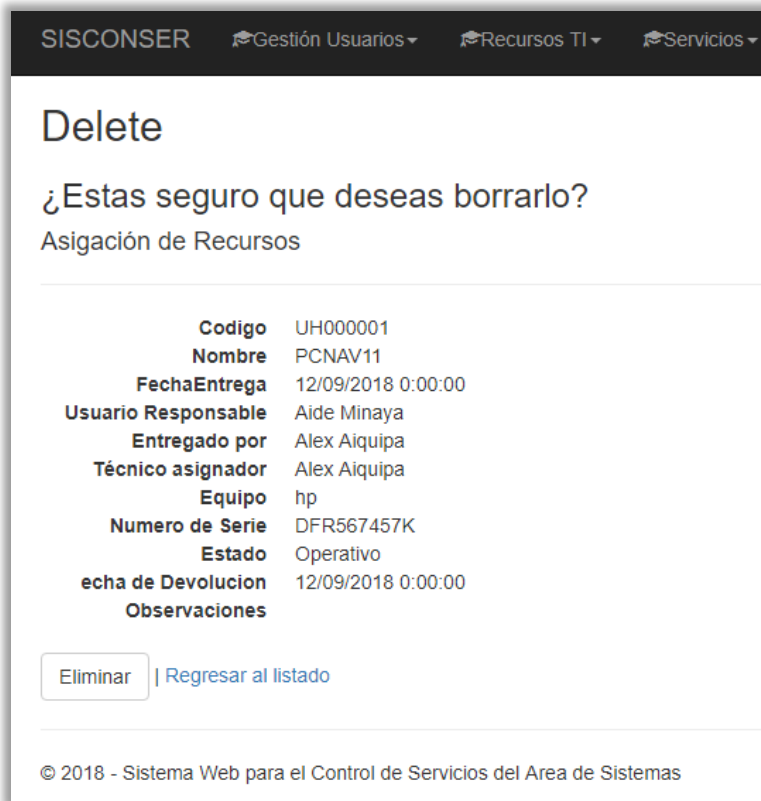 SISCONSER Gestión Usuarios Recursos TI Servicios
Delete
¿Estas seguro que deseas borrarlo?
Asigación de Recursos
Codigo UH000001
Nombre PCNAV11
FechaEntrega 12/09/2018 0:00:00
Usuario Responsable Aide Minaya
Entregado por Alex Aiquipa
Técnico asignador Alex Aiquipa
Equipo hp
Numero de Serie DFR567457K
Estado Operativo
echa de Devolucion 12/09/2018 0:00:00
Observaciones
Eliminar | Regresar al listado
© 2018 - Sistema Web para el Control de Servicios del Area de Sistemas